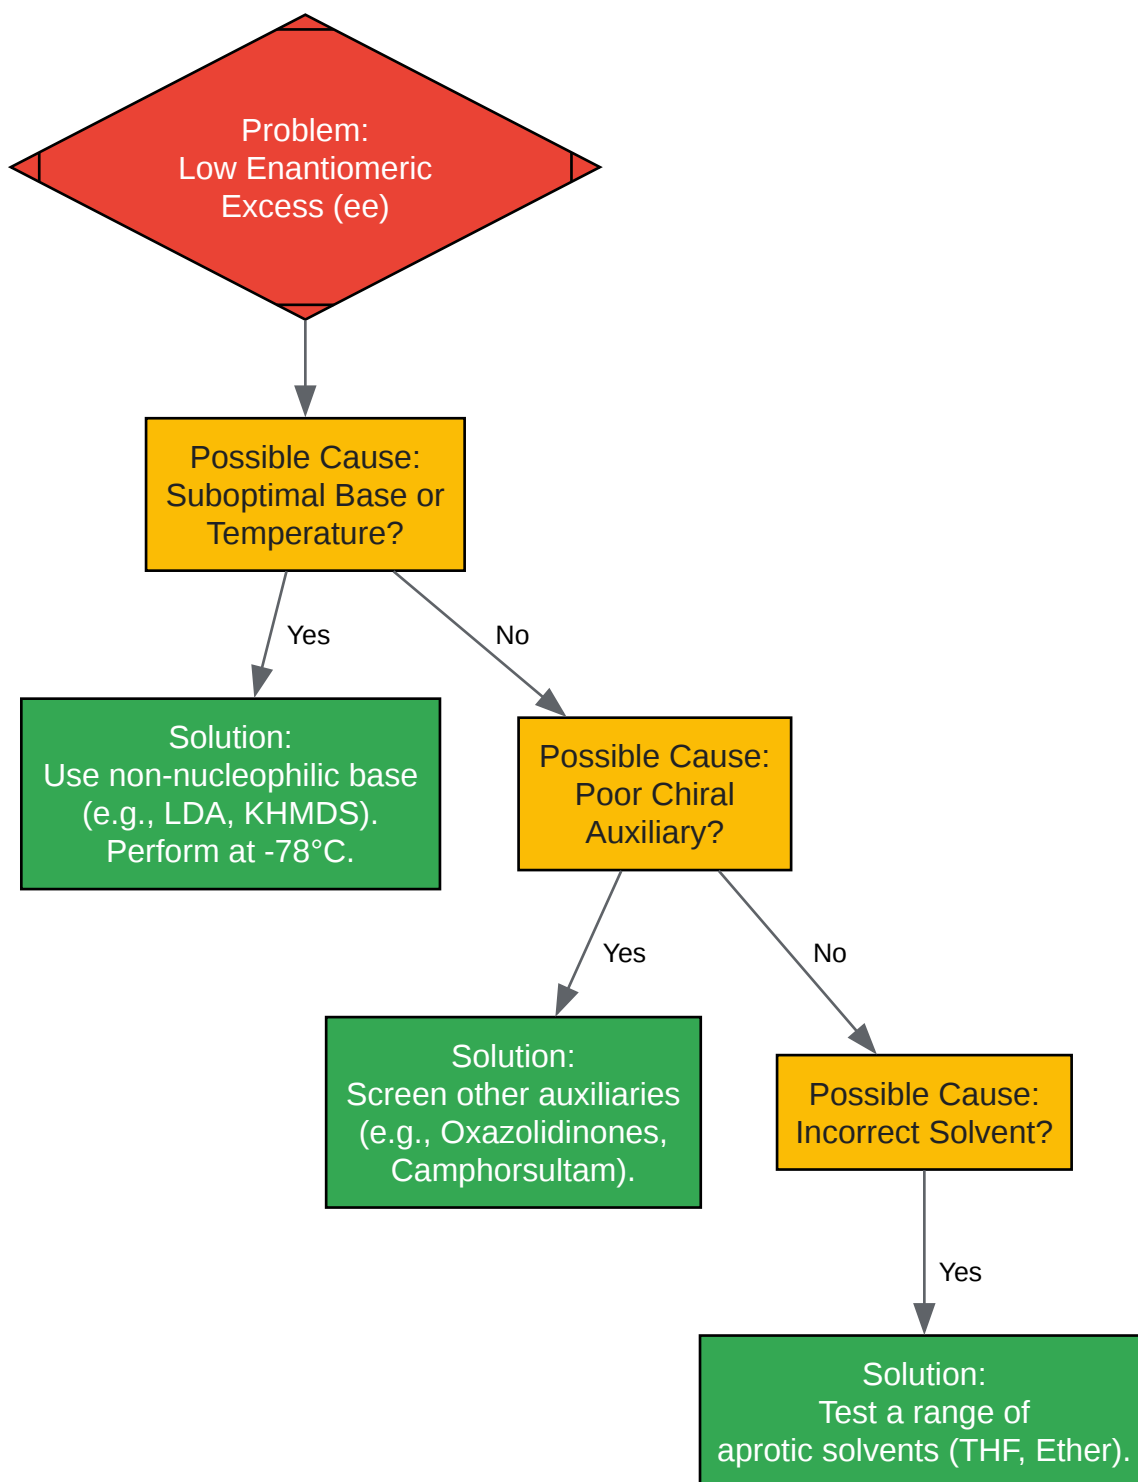 Problem:
Low Enantiomeric
Excess (ee)
Possible Cause:
Suboptimal Base or
Temperature?
Yes
No
Solution:
Use non-nucleophilic base
(e.g., LDA, KHMDS).
Perform at -78°C.
Possible Cause:
Poor Chiral
Auxiliary?
Yes
No
Solution:
Screen other auxiliaries
(e.g., Oxazolidinones,
Camphorsultam).
Possible Cause:
Incorrect Solvent?
Yes
Solution:
Test a range of
aprotic solvents (THF, Ether).